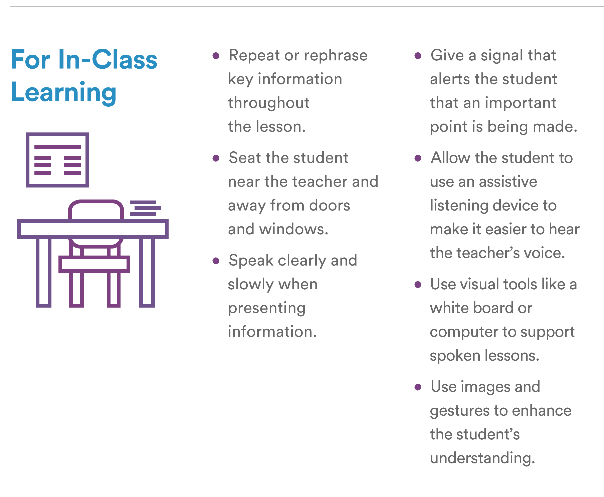 For In-Class
Learning
• Repeat or rephrase
key information
throughout
the lesson.
• Seat the student
near the teacher and
away from doors
and windows.
• Speak clearly and
slowly when
presenting
information.
• Give a signal that
alerts the student
that an important
point is being made.
• Allow the student to
use an assistive
listening device to
make it easier to hear
the teacher’s voice.
• Use visual tools like a
white board or
computer to support
spoken lessons.
• Use images and
gestures to enhance
the student’s
understanding.